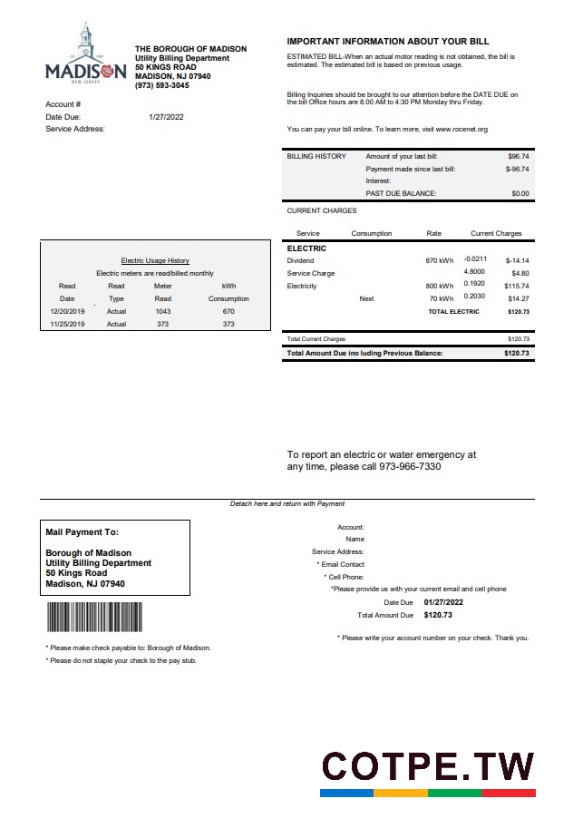 MADISON
NEW JERSEY
THE BOROUGH OF MADISON
Utility Billing Department
50 KINGS ROAD
MADISON, NJ 07940
(973) 593-3045
Account #
Date Due: 1/27/2022
Service Address:
IMPORTANT INFORMATION ABOUT YOUR BILL
ESTIMATED BILL-When an actual motor reading is not obtained, the bill is
estimated. The estimated bill is based on previous usage.
Billing Inquiries should be brought to our attention before the DATE DUE on
the bill Office hours are 8.00 AM to 4:30 PM Monday thru Friday.
You can pay your bill online. To learn more, visit www.rocenet.org
BILLING HISTORY Amount of your last bill: $96.74
Payment made since last bill: $-96.74
Interest:
PAST DUE BALANCE: $0.00
CURRENT CHARGES
Service Consumption Rate Current Charges
ELECTRIC
Dividend 870 kWh -0.0211 $-14.14
Service Charge 4.8000 $4.80
Electricity 800 kWh 0.1920 $115.74
Next 70 kWh 0.2030 $14.27
TOTAL ELECTRIC $120.73
Total Current Charges $120.73
Total Amount Due ino luding Previous Balance: $120.73
Electric Usage History
Electric meters are read/billed monthly
Read Read Meter kWh
Date Type Read Consumption
12/20/2019 Actual 1043 670
11/25/2019 Actual 373 373
To report an electric or water emergency at
any time, please call 973-966-7330
Detach here and return with Payment
Mail Payment To:
Borough of Madison
Utility Billing Department
50 Kings Road
Madison, NJ 07940
* Please make check payable to: Borough of Madison.
* Please do not staple your check to the pay stub.
Account:
Name
Service Address:
* Email Contact
* Cell Phone:
*Please provide us with your current email and cell phone
Date Due 01/27/2022
Total Amount Due $120.73
* Please write your account number on your check. Thank you.
COTPE.TW